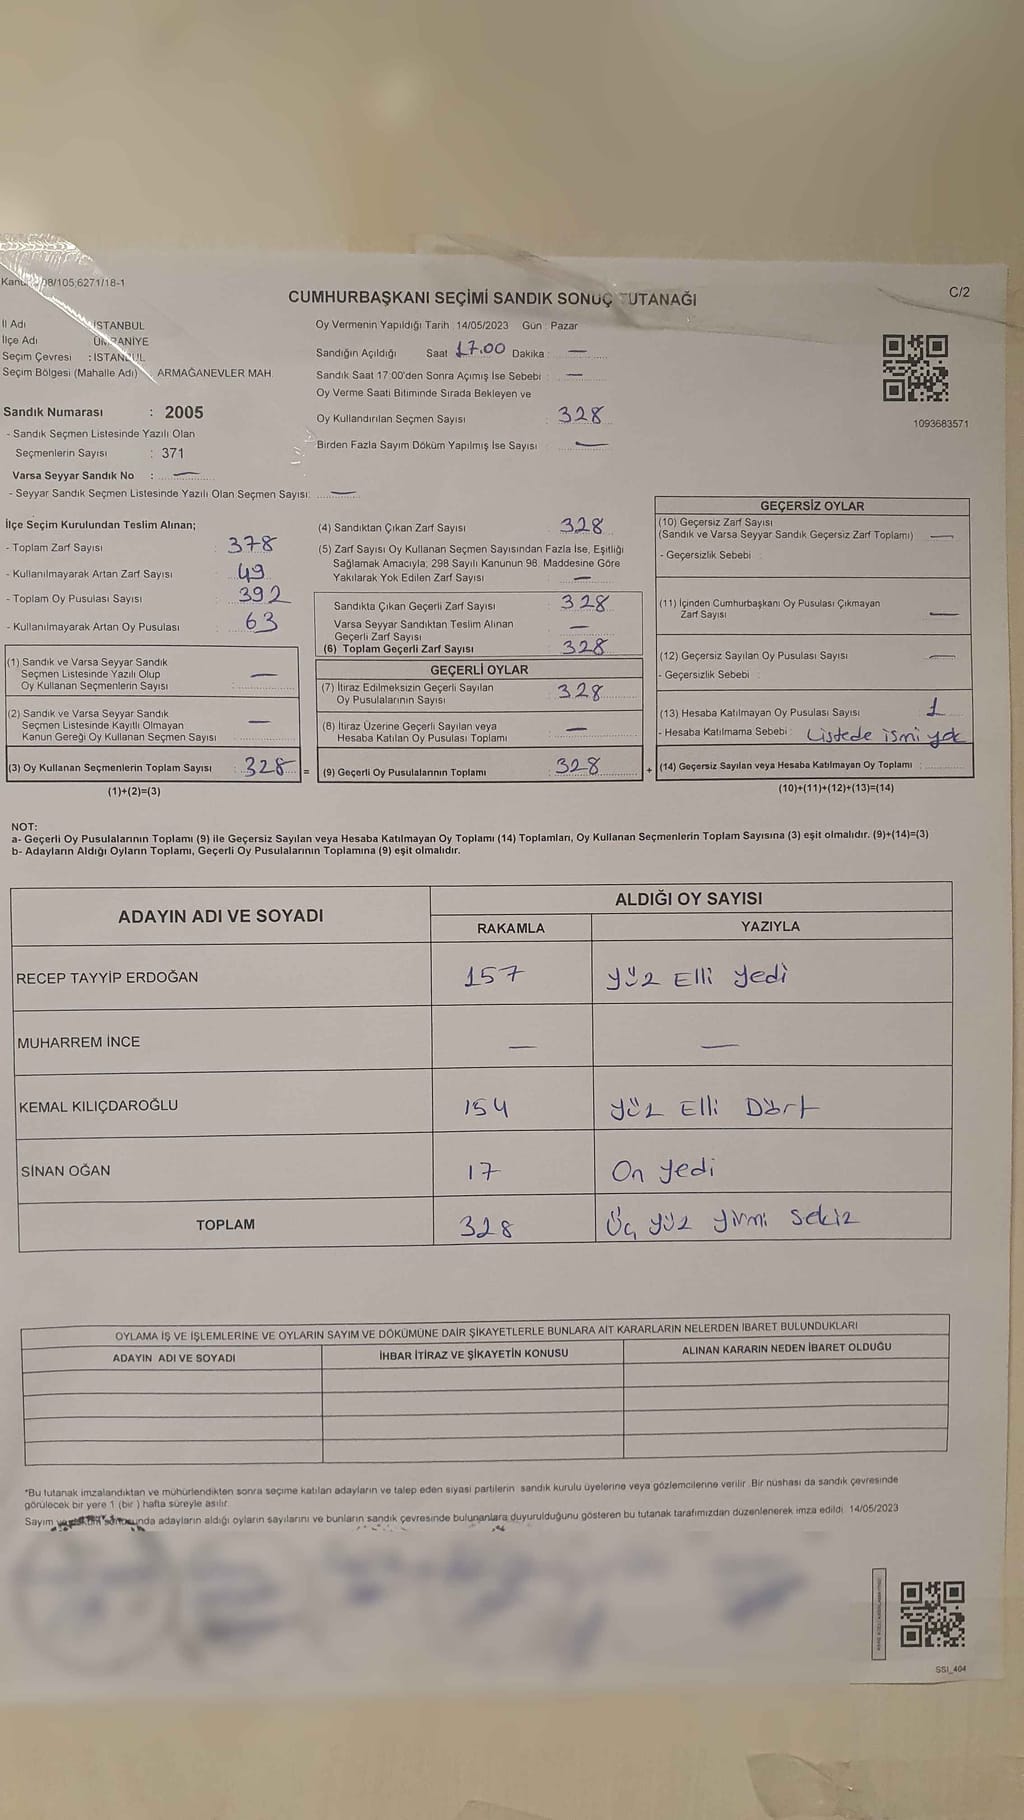 98/105;6271/18-1
C/2
CUMHURBAŞKANI SEÇİMİ SANDIK SONUÇ TUTANAĞI
İl Adı İSTANBUL
İlçe Adı ÜMRANİYE
Seçim Çevresi : İSTANBUL
Seçim Bölgesi (Mahalle Adı) ARMAĞANEVLER MAH.
Sandık Numarası : 2005
- Sandık Seçmen Listesinde Yazılı Olan
Seçmenlerin Sayısı : 371
Varsa Seyyar Sandık No : —
- Seyyar Sandık Seçmen Listesinde Yazılı Olan Seçmen Sayısı: —
Oy Vermenin Yapıldığı Tarih : 14/05/2023 Gün : Pazar
Sandığın Açıldığı Saat 17.00 Dakika : —
Sandık Saat 17:00'den Sonra Açımış İse Sebebi : —
Oy Verme Saati Bitiminde Sırada Bekleyen ve
Oy Kullandırılan Seçmen Sayısı : 328
Birden Fazla Sayım Döküm Yapılmış İse Sayısı : —
1093683571
İlçe Seçim Kurulundan Teslim Alınan;
- Toplam Zarf Sayısı : 378
- Kullanılmayarak Artan Zarf Sayısı : 49
- Toplam Oy Pusulası Sayısı : 392
- Kullanılmayarak Artan Oy Pusulası : 63
(1) Sandık ve Varsa Seyyar Sandık
Seçmen Listesinde Yazılı Olup
Oy Kullanan Seçmenlerin Sayısı : —
(2) Sandık ve Varsa Seyyar Sandık
Seçmen Listesinde Kayıtlı Olmayan
Kanun Gereği Oy Kullanan Seçmen Sayısı : —
(3) Oy Kullanan Seçmenlerin Toplam Sayısı : 328
(1)+(2)=(3)
=
(4) Sandıktan Çıkan Zarf Sayısı : 328
(5) Zarf Sayısı Oy Kullanan Seçmen Sayısından Fazla İse, Eşitliği
Sağlamak Amacıyla; 298 Sayılı Kanunun 98. Maddesine Göre
Yakılarak Yok Edilen Zarf Sayısı : —
Sandıkta Çıkan Geçerli Zarf Sayısı : 328
Varsa Seyyar Sandıktan Teslim Alınan
Geçerli Zarf Sayısı : —
(6) Toplam Geçerli Zarf Sayısı : 328
GEÇERLİ OYLAR
(7) İtiraz Edilmeksizin Geçerli Sayılan
Oy Pusulalarının Sayısı : 328
(8) İtiraz Üzerine Geçerli Sayılan veya
Hesaba Katılan Oy Pusulası Toplamı : —
(9) Geçerli Oy Pusulalarının Toplamı : 328
+
GEÇERSİZ OYLAR
(10) Geçersiz Zarf Sayısı
(Sandık ve Varsa Seyyar Sandık Geçersiz Zarf Toplamı) : —
- Geçersizlik Sebebi :
(11) İçinden Cumhurbaşkanı Oy Pusulası Çıkmayan
Zarf Sayısı : —
(12) Geçersiz Sayılan Oy Pusulası Sayısı : —
- Geçersizlik Sebebi :
(13) Hesaba Katılmayan Oy Pusulası Sayısı : 1
- Hesaba Katılmama Sebebi : Listede ismi yok
(14) Geçersiz Sayılan veya Hesaba Katılmayan Oy Toplamı :
(10)+(11)+(12)+(13)=(14)
NOT:
a- Geçerli Oy Pusulalarının Toplamı (9) ile Geçersiz Sayılan veya Hesaba Katılmayan Oy Toplamı (14) Toplamları, Oy Kullanan Seçmenlerin Toplam Sayısına (3) eşit olmalıdır. (9)+(14)=(3)
b- Adayların Aldığı Oyların Toplamı, Geçerli Oy Pusulalarının Toplamına (9) eşit olmalıdır.
ADAYIN ADI VE SOYADI
ALDIĞI OY SAYISI
RAKAMLA YAZIYLA
RECEP TAYYİP ERDOĞAN 157 Yüz Elli Yedi
MUHARREM İNCE — —
KEMAL KILIÇDAROĞLU 154 Yüz Elli Dört
SİNAN OĞAN 17 On Yedi
TOPLAM 328 Üç Yüz Yirmi Sekiz
OYLAMA İŞ VE İŞLEMLERİNE VE OYLARIN SAYIM VE DÖKÜMÜNE DAİR ŞİKAYETLERLE BUNLARA AİT KARARLARIN NELERDEN İBARET BULUNDUKLARI
ADAYIN ADI VE SOYADI İHBAR İTİRAZ VE ŞİKAYETİN KONUSU ALINAN KARARIN NEDEN İBARET OLDUĞU
*Bu tutanak imzalandıktan ve mühürlendikten sonra seçime katılan adayların ve talep eden siyasi partilerin sandık kurulu üyelerine veya gözlemcilerine verilir. Bir nüshası da sandık çevresinde
görülecek bir yere 1 (bir ) hafta süreyle asılır.
Sayım ve döküm sonucunda adayların aldığı oyların sayılarını ve bunların sandık çevresinde bulunanlara duyurulduğunu gösteren bu tutanak tarafımızdan düzenlenerek imza edildi. 14/05/2023
SSI_404